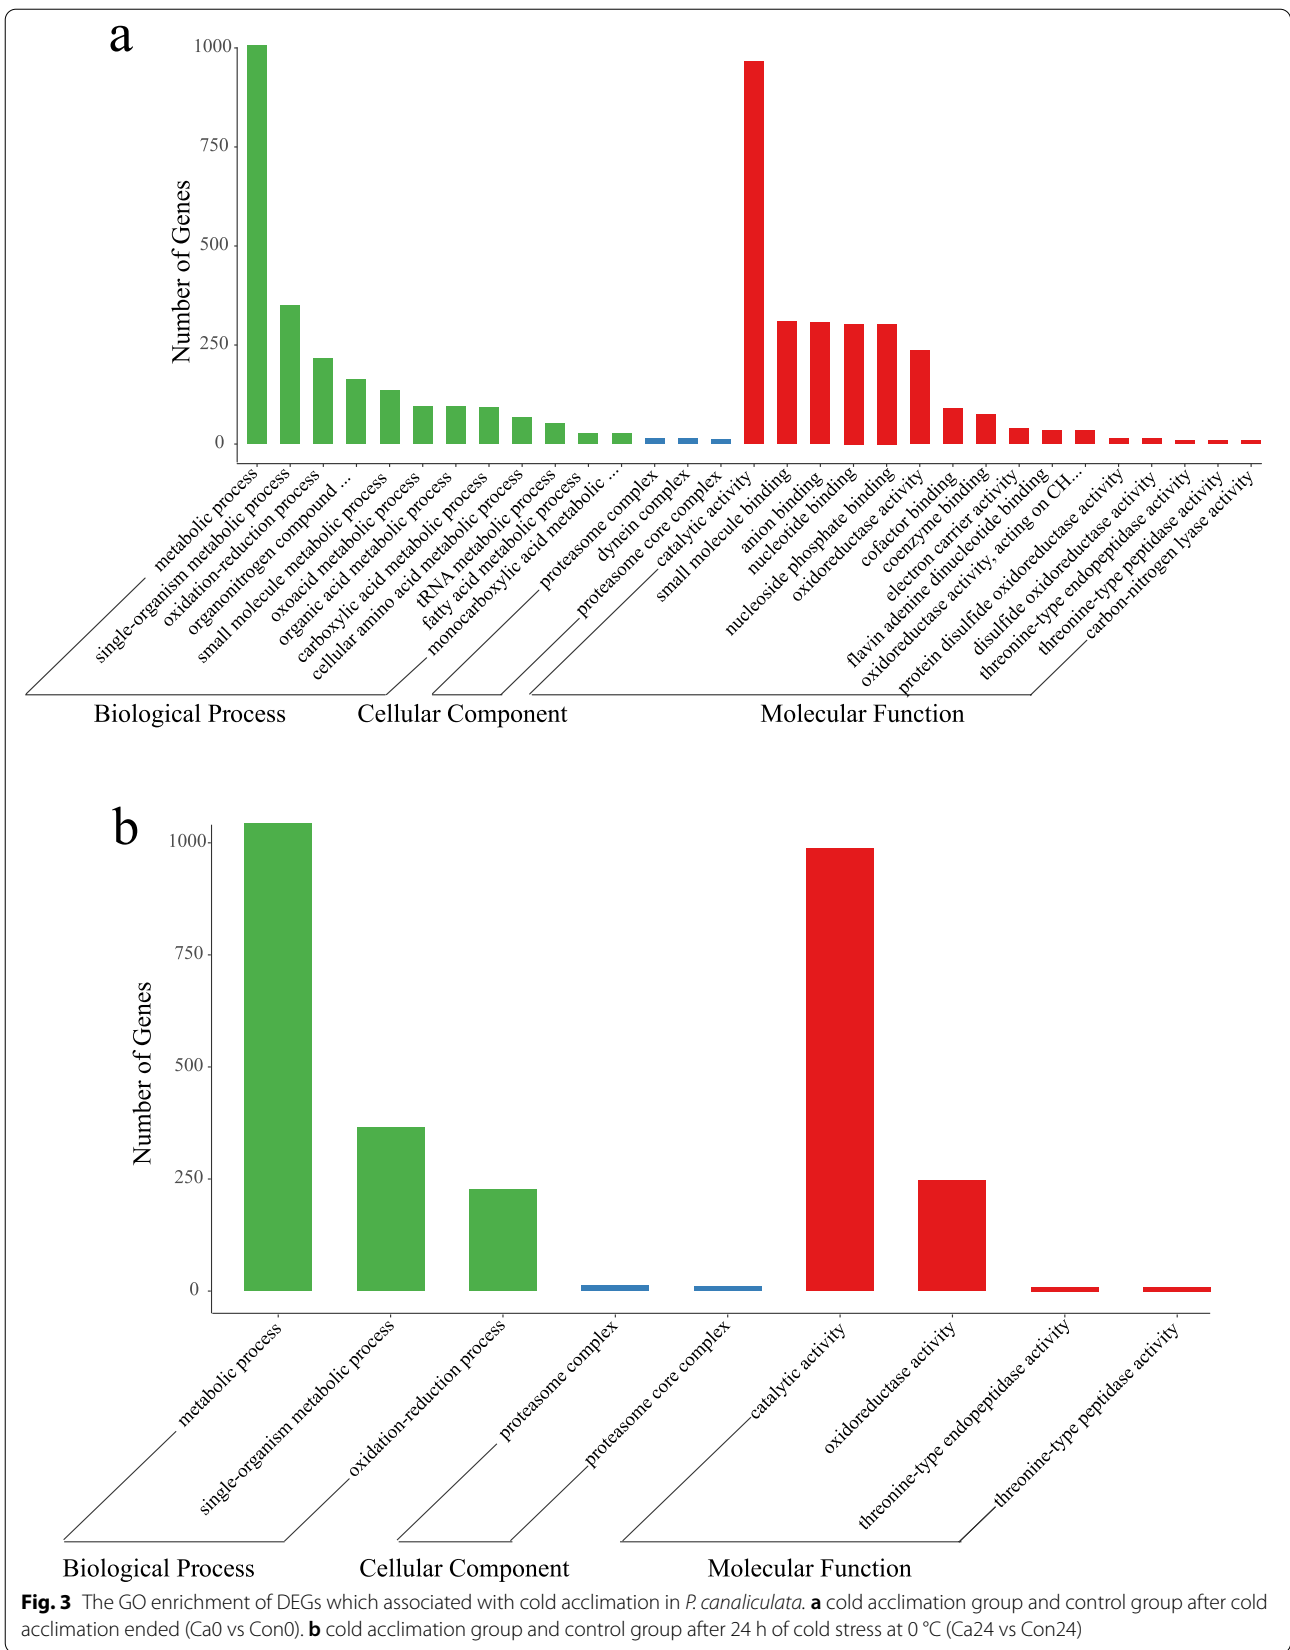 a
1000
750
500
250
0
Number of Genes
metabolic process
single-organism metabolic process
oxidation-reduction process
organonitrogen compound ...
small molecule metabolic process
oxoacid metabolic process
organic acid metabolic process
carboxylic acid metabolic process
cellular amino acid metabolic process
tRNA metabolic process
fatty acid metabolic process
monocarboxylic acid metabolic ...
proteasome complex
dynein complex
proteasome core complex
catalytic activity
small molecule binding
anion binding
nucleotide binding
nucleoside phosphate binding
oxidoreductase activity
cofactor binding
coenzyme binding
electron carrier activity
flavin adenine dinucleotide binding
oxidoreductase activity, acting on CH...
protein disulfide oxidoreductase activity
disulfide oxidoreductase activity
threonine-type endopeptidase activity
threonine-type peptidase activity
carbon-nitrogen lyase activity
Biological Process
Cellular Component
Molecular Function
b
1000
750
500
250
0
Number of Genes
metabolic process
single-organism metabolic process
oxidation-reduction process
proteasome complex
proteasome core complex
catalytic activity
oxidoreductase activity
threonine-type endopeptidase activity
threonine-type peptidase activity
Biological Process
Cellular Component
Molecular Function
Fig. 3 The GO enrichment of DEGs which associated with cold acclimation in P. canaliculata. a cold acclimation group and control group after cold
acclimation ended (Ca0 vs Con0). b cold acclimation group and control group after 24 h of cold stress at 0 °C (Ca24 vs Con24)